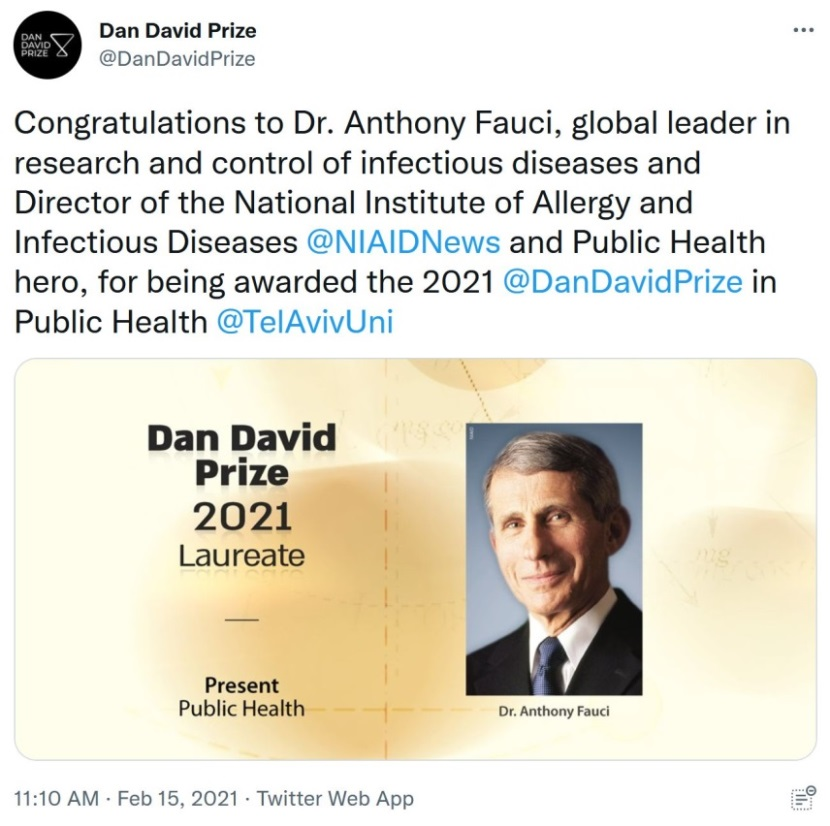 DAN
DAVID
PRIZE
Dan David Prize
@DanDavidPrize
Congratulations to Dr. Anthony Fauci, global leader in
research and control of infectious diseases and
Director of the National Institute of Allergy and
Infectious Diseases @NIAIDNews and Public Health
hero, for being awarded the 2021 @DanDavidPrize in
Public Health @TelAvivUni
Dan David
Prize
2021
Laureate
Present
Public Health
Dr. Anthony Fauci
11:10 AM · Feb 15, 2021 · Twitter Web App